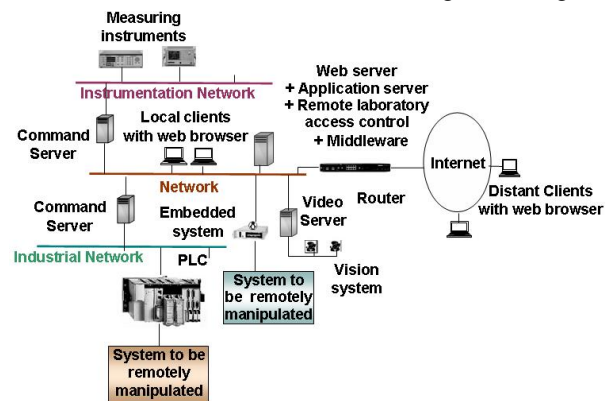 Measuring
instruments
Instrumentation Network
Web server
+ Application server
+ Remote laboratory
access control
+ Middleware
Command
Server
Local clients
with web browser
Internet
Network
Router
Distant Clients
with web browser
Command
Server
Embedded
system
Video
Server
Industrial Network
PLC
Vision
system
System to
be remotely
manipulated
System to be
remotely
manipulated